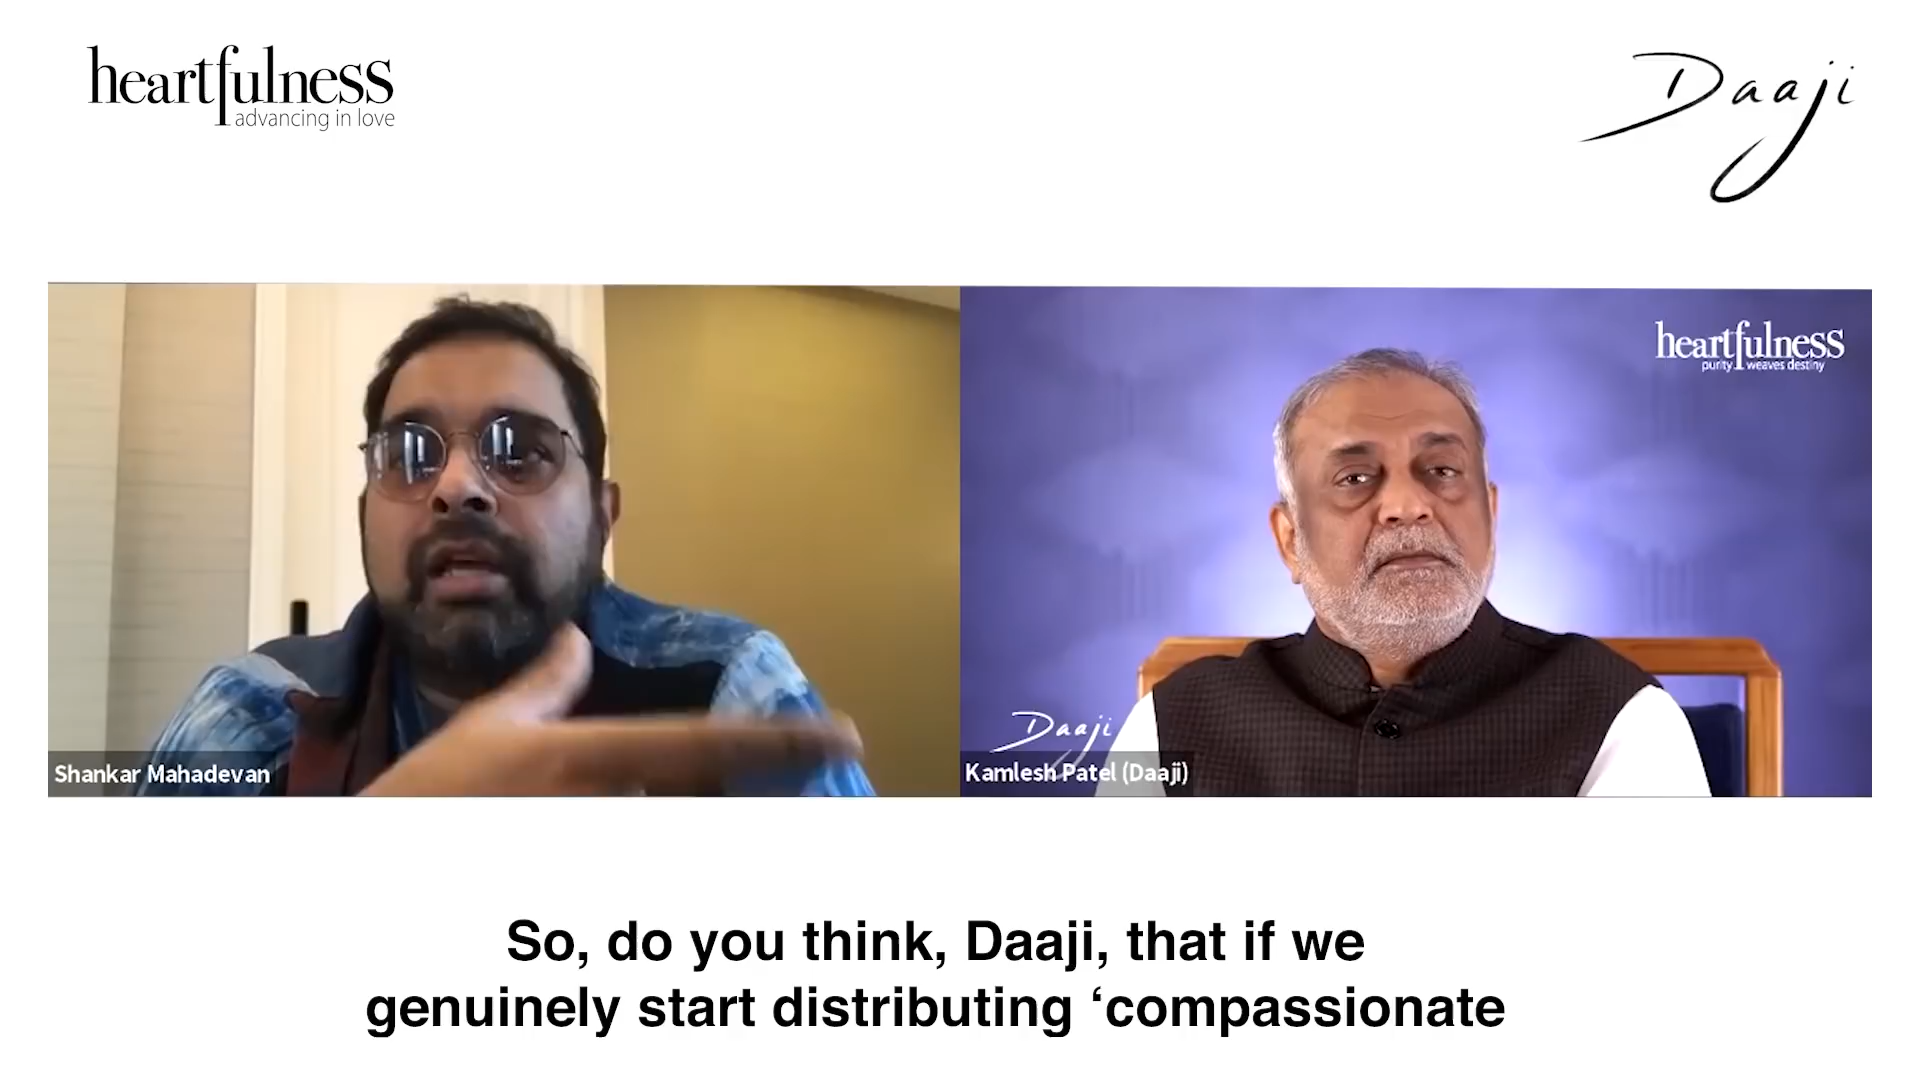 heartfulness
advancing in love
Daaji
heartfulness
purity weaves destiny
Daaji
Shankar Mahadevan
Kamlesh Patel (Daaji)
So, do you think, Daaji, that if we
genuinely start distributing ‘compassionate